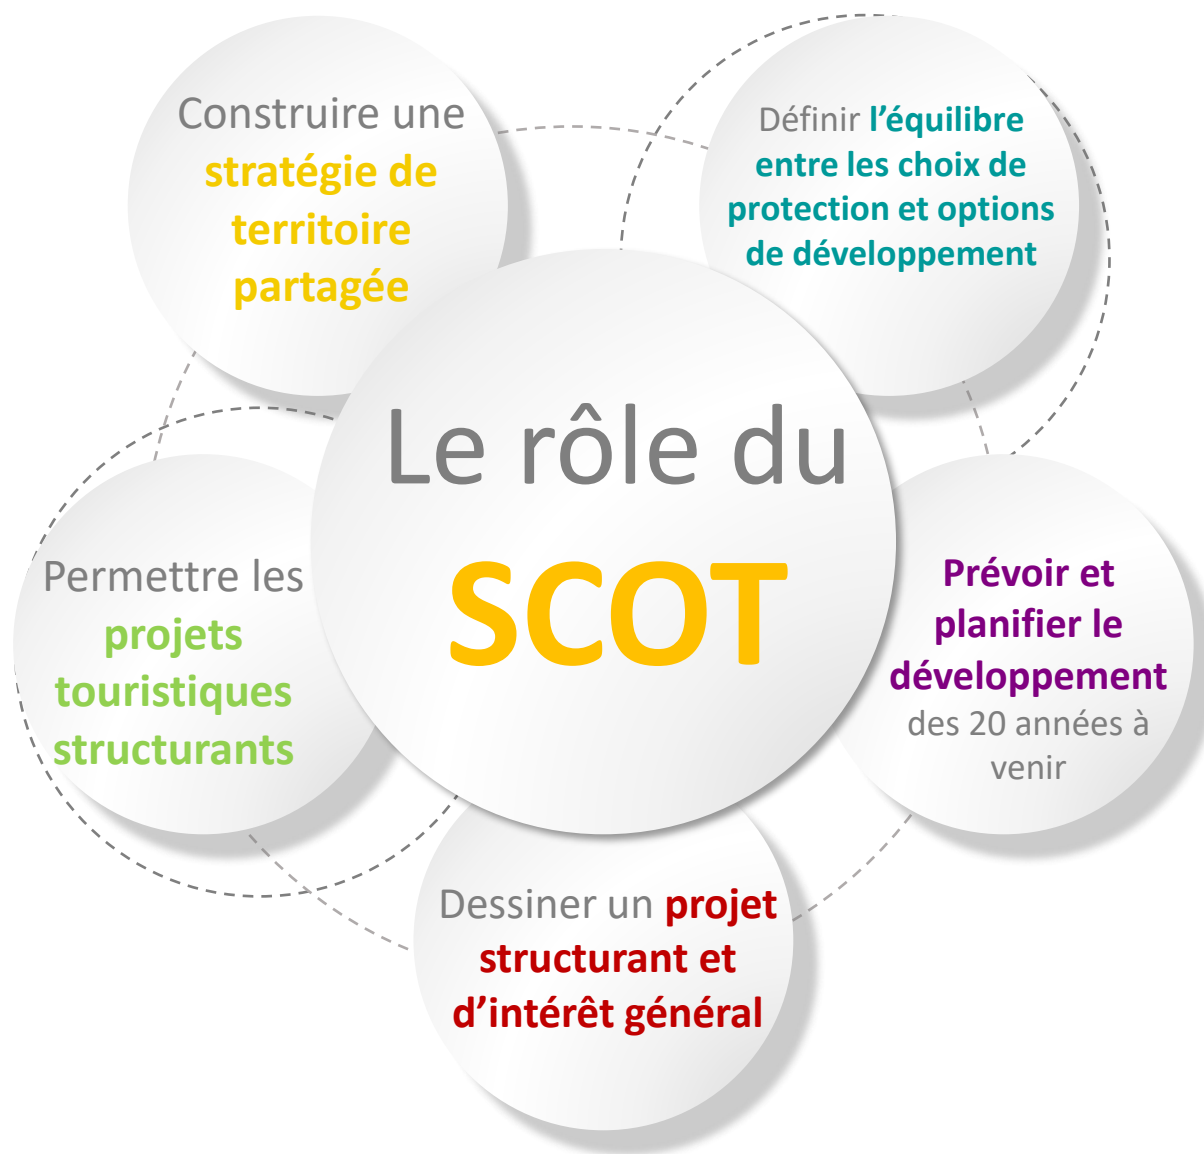 Construire une
stratégie de
territoire
partagée
Définir l’équilibre
entre les choix de
protection et options
de développement
Le rôle du
SCOT
Permettre les
projets
touristiques
structurants
Prévoir et
planifier le
développement
des 20 années à
venir
Dessiner un projet
structurant et
d’intérêt général